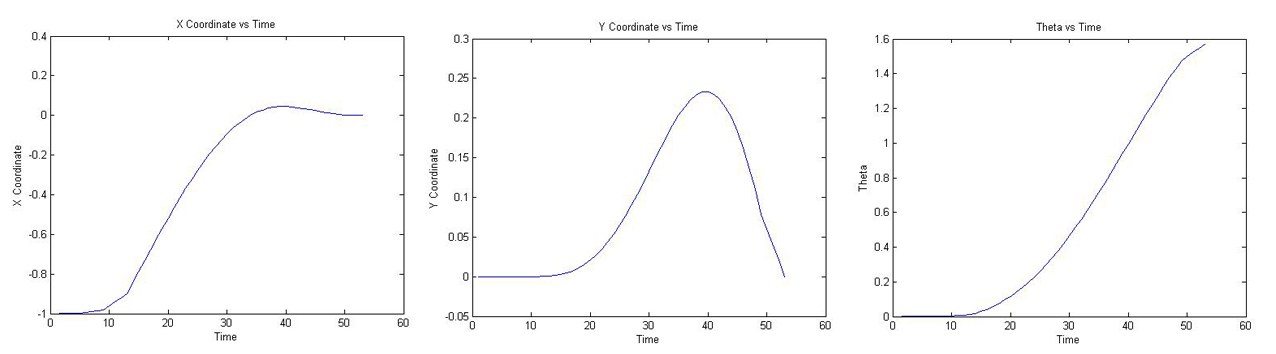 X Coordinate vs Time
0.4
0.2
0
-0.2
-0.4
-0.6
-0.8
-1
0 10 20 30 40 50 60
X Coordinate
Time
Y Coordinate vs Time
0.3
0.25
0.2
0.15
0.1
0.05
0
-0.05
0 10 20 30 40 50 60
Y Coordinate
Time
Theta vs Time
1.6
1.4
1.2
1
0.8
0.6
0.4
0.2
0
0 10 20 30 40 50 60
Theta
Time